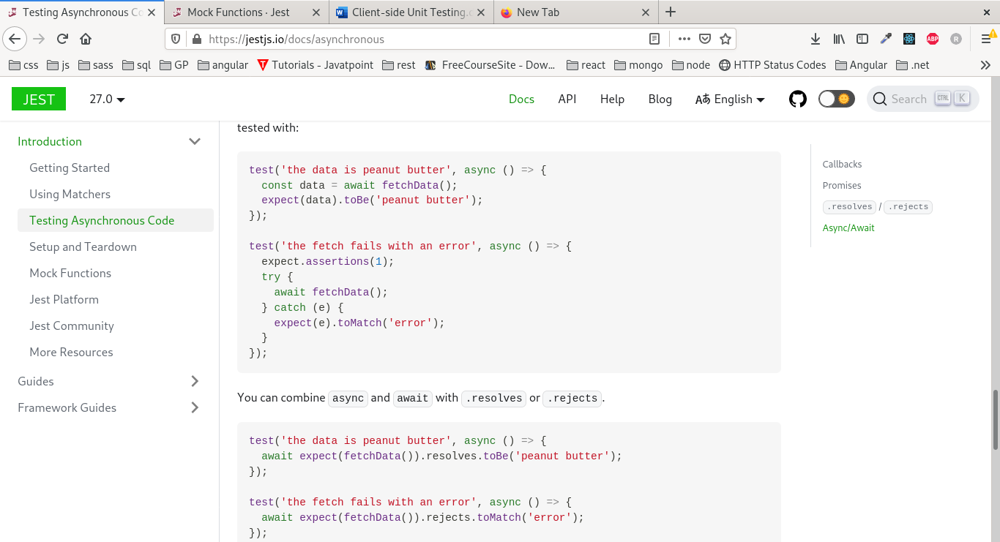 Testing Asynchronous Co
Mock Functions · Jest
Client-side Unit Testing.d
New Tab
https://jestjs.io/docs/asynchronous
css
js
sass
sql
GP
angular
Tutorials - Javatpoint
rest
FreeCourseSite - Dow...
react
mongo
node
HTTP Status Codes
Angular
.net
JEST
27.0
Docs
API
Help
Blog
English
Search CTRL K
Introduction
Getting Started
Using Matchers
Testing Asynchronous Code
Setup and Teardown
Mock Functions
Jest Platform
Jest Community
More Resources
Guides
Framework Guides
tested with:
test('the data is peanut butter', async () => {
  const data = await fetchData();
  expect(data).toBe('peanut butter');
});

test('the fetch fails with an error', async () => {
  expect.assertions(1);
  try {
    await fetchData();
  } catch (e) {
    expect(e).toMatch('error');
  }
});
You can combine async and await with .resolves or .rejects.
test('the data is peanut butter', async () => {
  await expect(fetchData()).resolves.toBe('peanut butter');
});

test('the fetch fails with an error', async () => {
  await expect(fetchData()).rejects.toMatch('error');
});
Callbacks
Promises
.resolves / .rejects
Async/Await